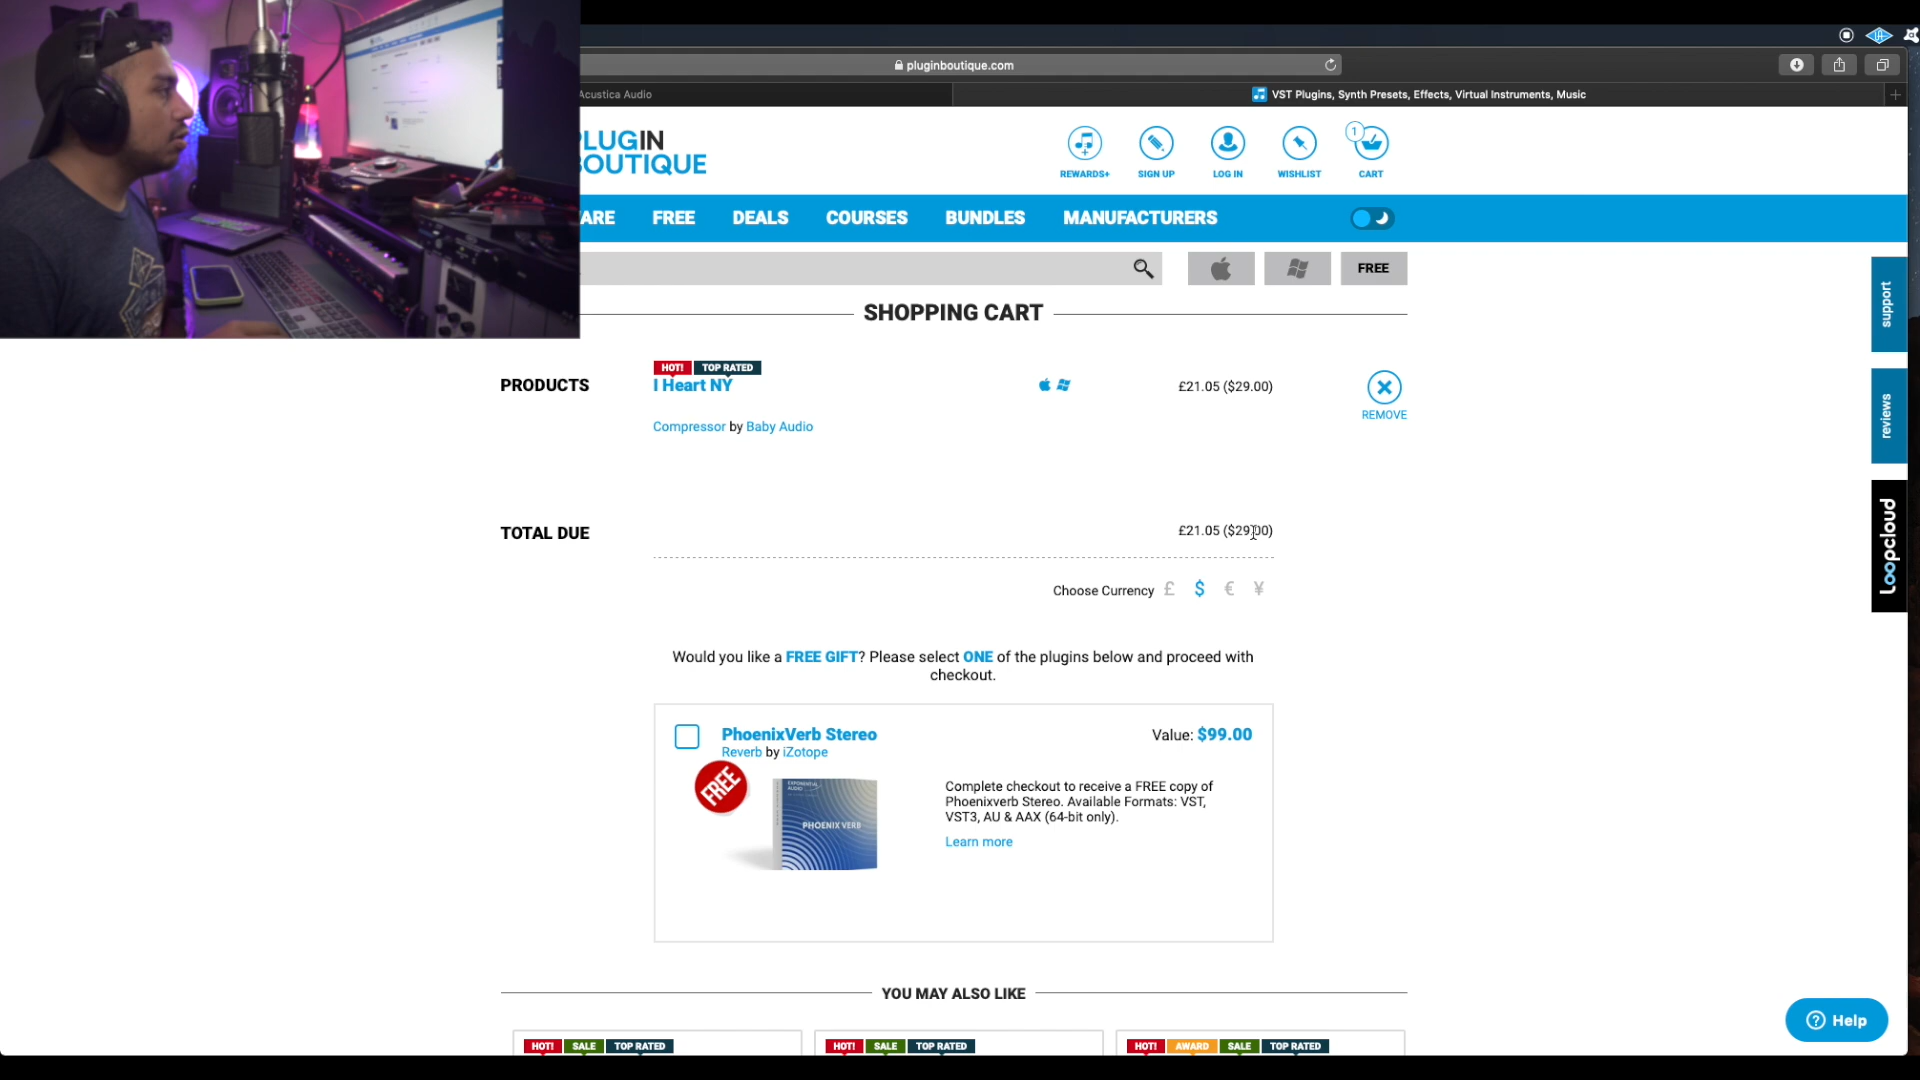 pluginboutique.com
Acustica Audio
VST Plugins, Synth Presets, Effects, Virtual Instruments, Music
PLUGIN
BOUTIQUE
REWARDS+
SIGN UP
LOG IN
WISHLIST
1
CART
ARE
FREE
DEALS
COURSES
BUNDLES
MANUFACTURERS
FREE
SHOPPING CART
support
reviews
loopcloud
PRODUCTS
HOT! TOP RATED
I Heart NY
£21.05 ($29.00)
REMOVE
Compressor by Baby Audio
TOTAL DUE
£21.05 ($29.00)
Choose Currency £ $ € ¥
Would you like a FREE GIFT? Please select ONE of the plugins below and proceed with
checkout.
PhoenixVerb Stereo
Value: $99.00
Reverb by iZotope
FREE
EXPONENTIAL
AUDIO
PHOENIX VERB
Complete checkout to receive a FREE copy of
Phoenixverb Stereo. Available Formats: VST,
VST3, AU & AAX (64-bit only).
Learn more
YOU MAY ALSO LIKE
HOT! SALE TOP RATED
HOT! SALE TOP RATED
HOT! AWARD SALE TOP RATED
Help